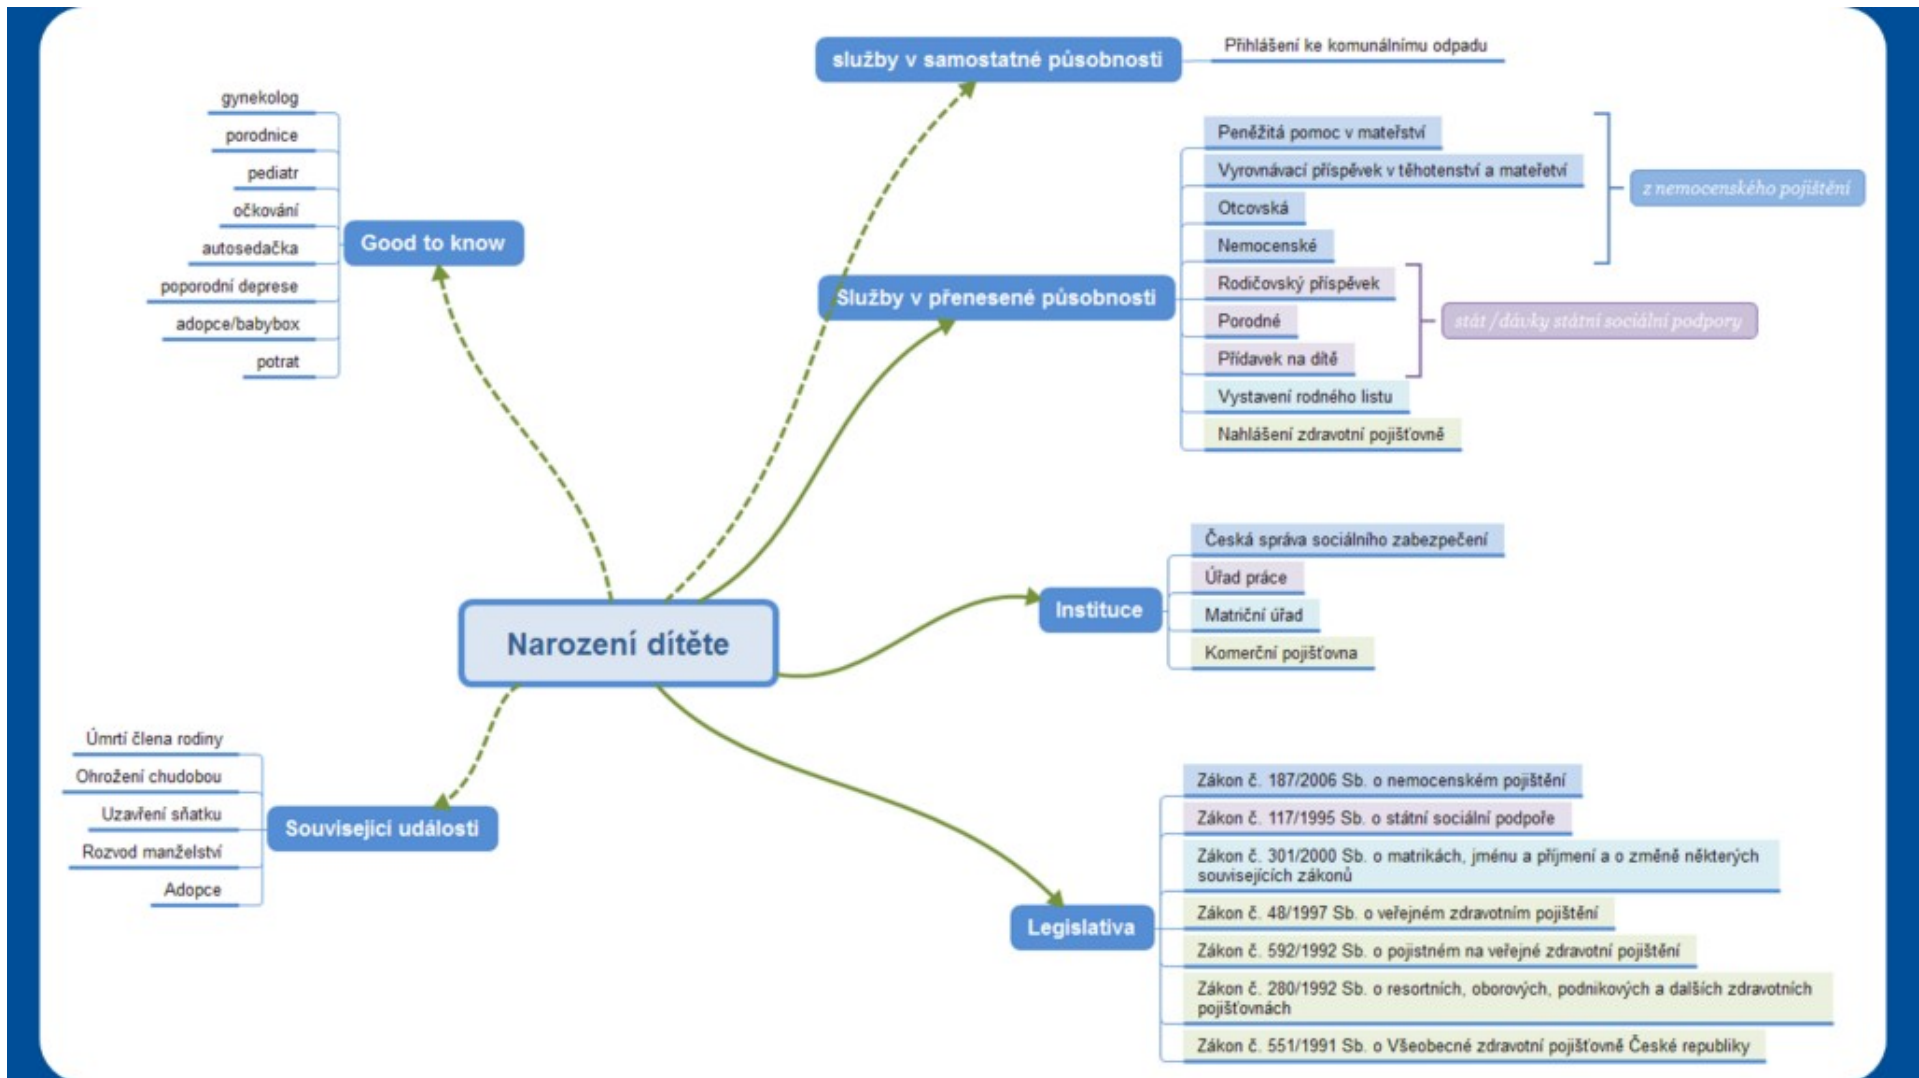 služby v samostatné působnosti
Přihlášení ke komunálnímu odpadu
gynekolog
porodnice
pediatr
očkování
autosedačka
poporodní deprese
adopce/babybox
potrat
Good to know
Služby v přenesené působnosti
Peněžitá pomoc v mateřství
Vyrovnávací příspěvek v těhotenství a mateřetví
Otcovská
Nemocenské
Rodičovský příspěvek
Porodné
Přídavek na dítě
Vystavení rodného listu
Nahlášení zdravotní pojišťovně
z nemocenského pojištění
stát /dávky státní sociální podpory
Narození dítěte
Instituce
Česká správa sociálního zabezpečení
Úřad práce
Matriční úřad
Komerční pojišťovna
Úmrtí člena rodiny
Ohrožení chudobou
Uzavření sňatku
Rozvod manželství
Adopce
Související události
Legislativa
Zákon č. 187/2006 Sb. o nemocenském pojištění
Zákon č. 117/1995 Sb. o státní sociální podpoře
Zákon č. 301/2000 Sb. o matrikách, jménu a příjmení a o změně některých
souvisejících zákonů
Zákon č. 48/1997 Sb. o veřejném zdravotním pojištění
Zákon č. 592/1992 Sb. o pojistném na veřejné zdravotní pojištění
Zákon č. 280/1992 Sb. o resortních, oborových, podnikových a dalších zdravotních
pojišťovnách
Zákon č. 551/1991 Sb. o Všeobecné zdravotní pojišťovně České republiky